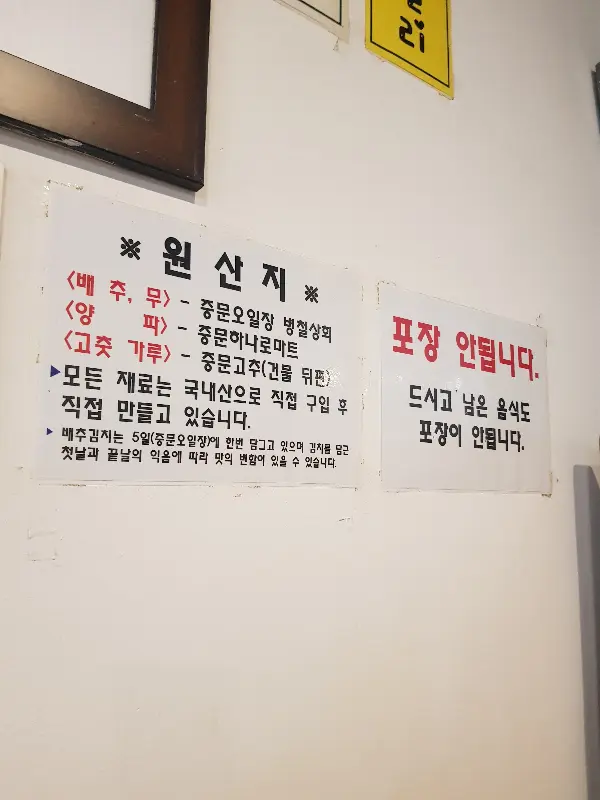 ※ 원 산 지 ※
<배 추, 무> - 중문오일장 병철상회
<양 파> - 중문하나로마트
<고춧 가루> - 중문고추(건물 뒤편)
▶모든 재료는 국내산으로 직접 구입 후
직접 만들고 있습니다.
▶ 배추김치는 5일(중문오일장)에 한번 담그고 있으며 김치를 담근
첫날과 끝날의 익음에 따라 맛의 변함이 있을 수 있습니다.
포장 안됩니다.
드시고 남은 음식도
포장이 안됩니다.